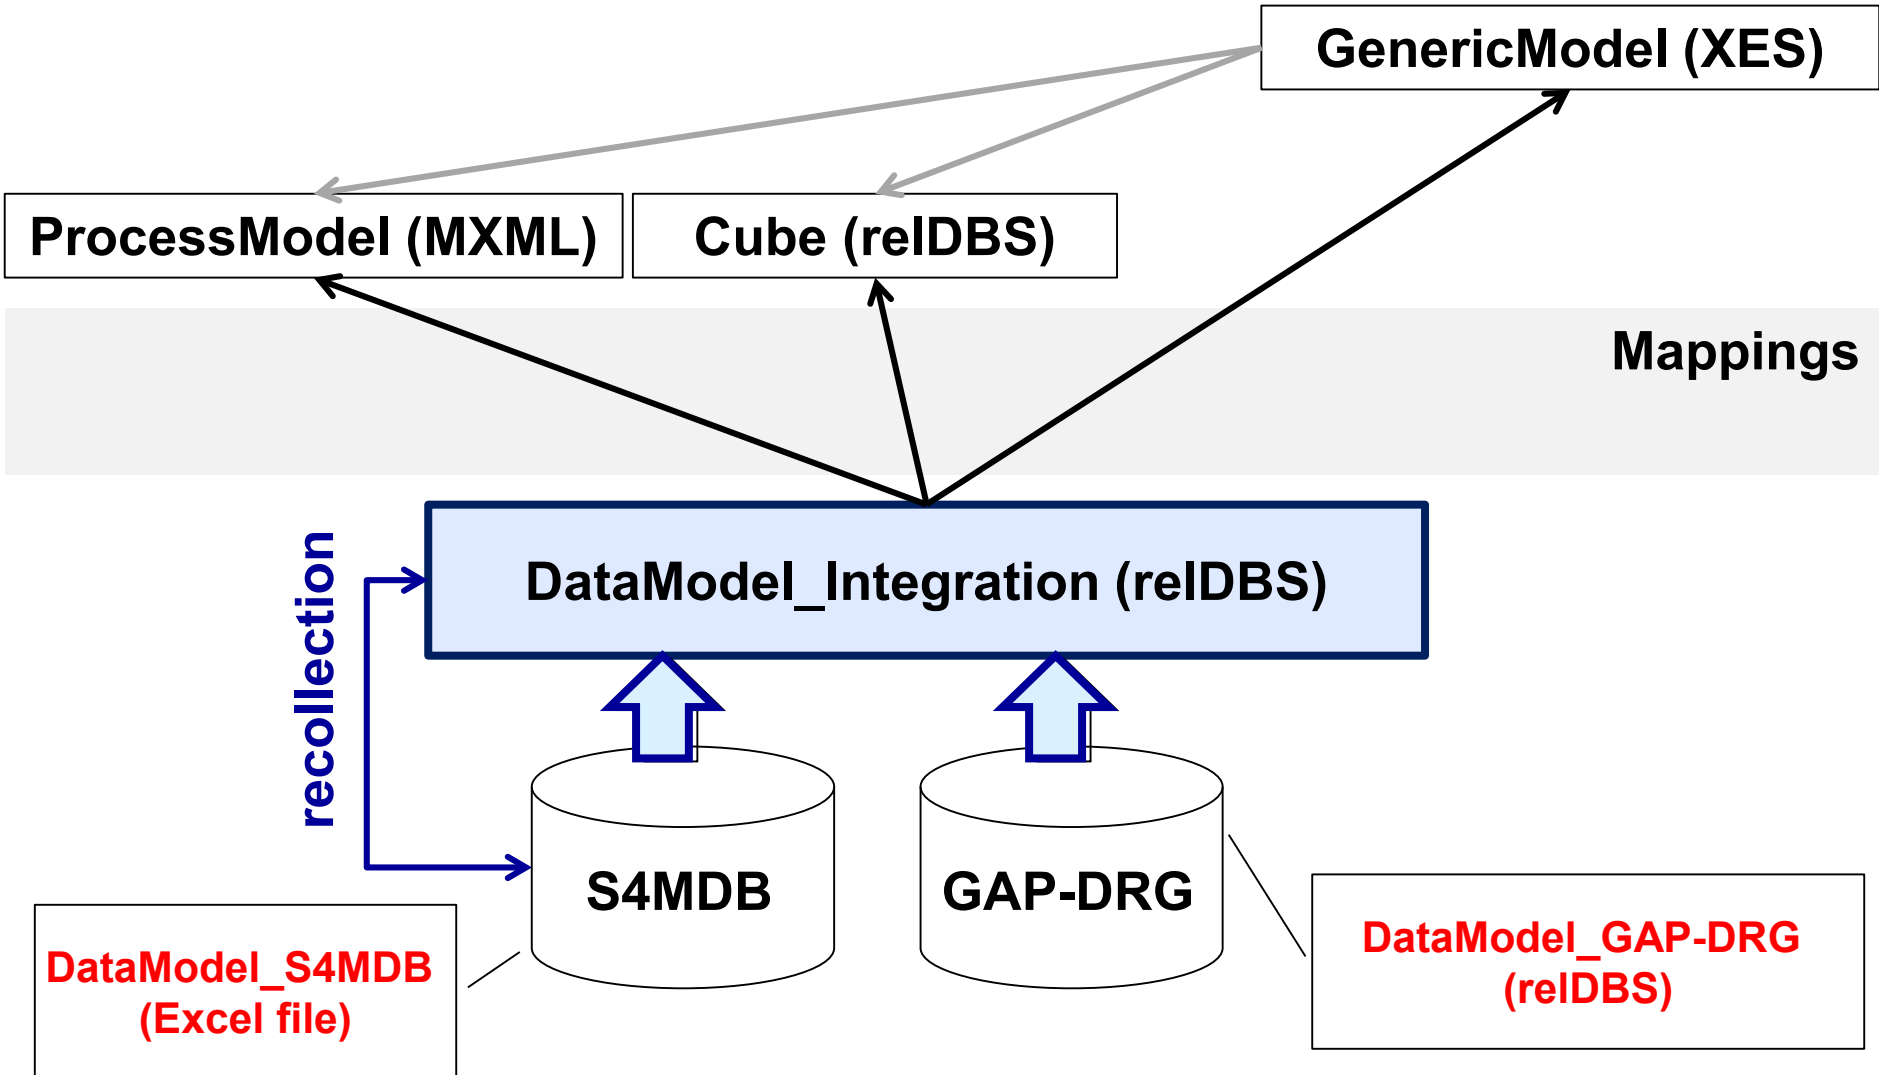 GenericModel (XES)
ProcessModel (MXML)
Cube (relDBS)
Mappings
DataModel_Integration (relDBS)
recollection
S4MDB
GAP-DRG
DataModel_S4MDB
(Excel file)
DataModel_GAP-DRG
(relDBS)